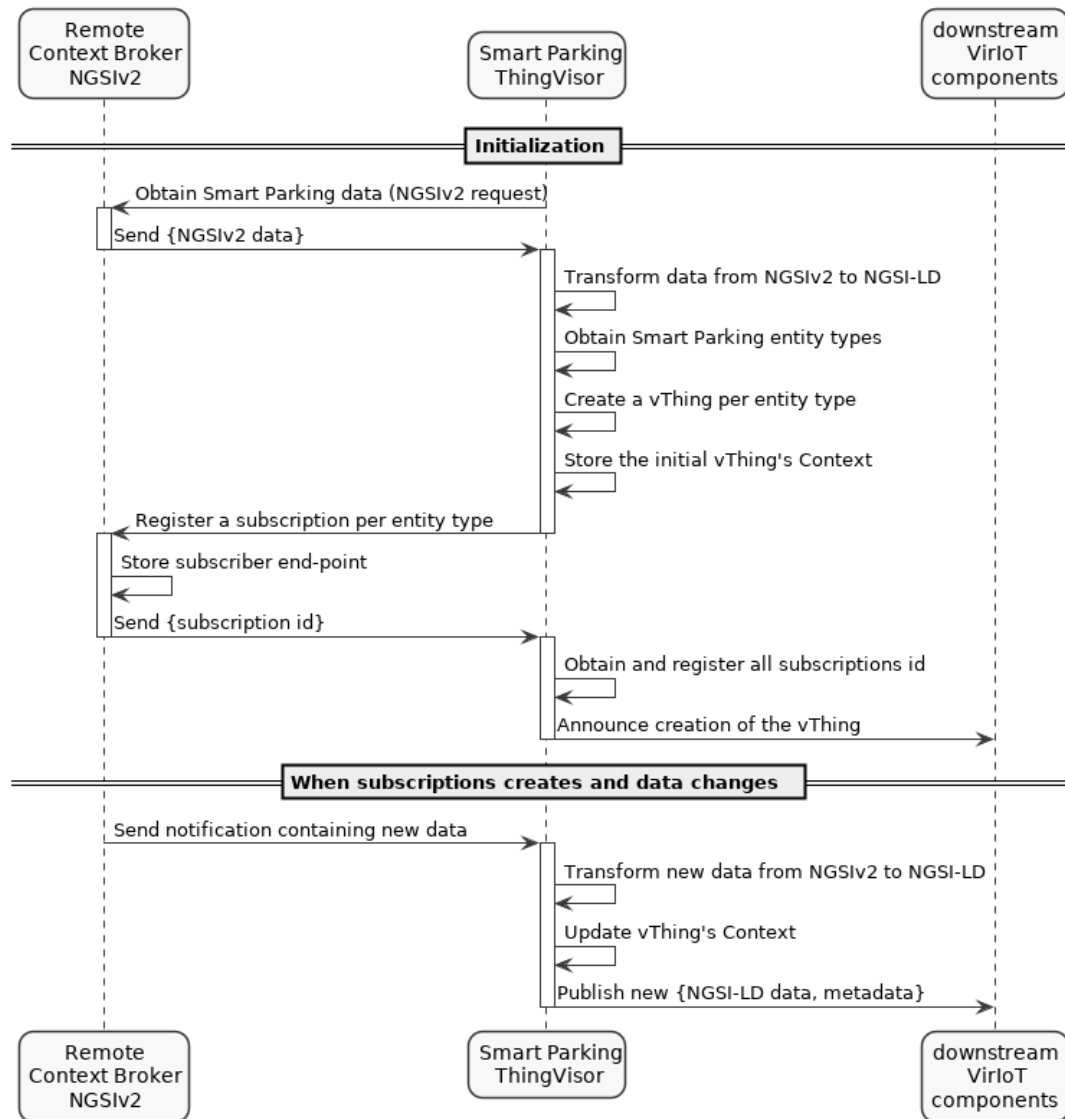 Remote
Context Broker
NGSIv2
Smart Parking
ThingVisor
downstream
VirIoT
components
Initialization
Obtain Smart Parking data (NGSIv2 request)
Send {NGSIv2 data}
Transform data from NGSIv2 to NGSI-LD
Obtain Smart Parking entity types
Create a vThing per entity type
Store the initial vThing's Context
Register a subscription per entity type
Store subscriber end-point
Send {subscription id}
Obtain and register all subscriptions id
Announce creation of the vThing
When subscriptions creates and data changes
Send notification containing new data
Transform new data from NGSIv2 to NGSI-LD
Update vThing's Context
Publish new {NGSI-LD data, metadata}
Remote
Context Broker
NGSIv2
Smart Parking
ThingVisor
downstream
VirIoT
components